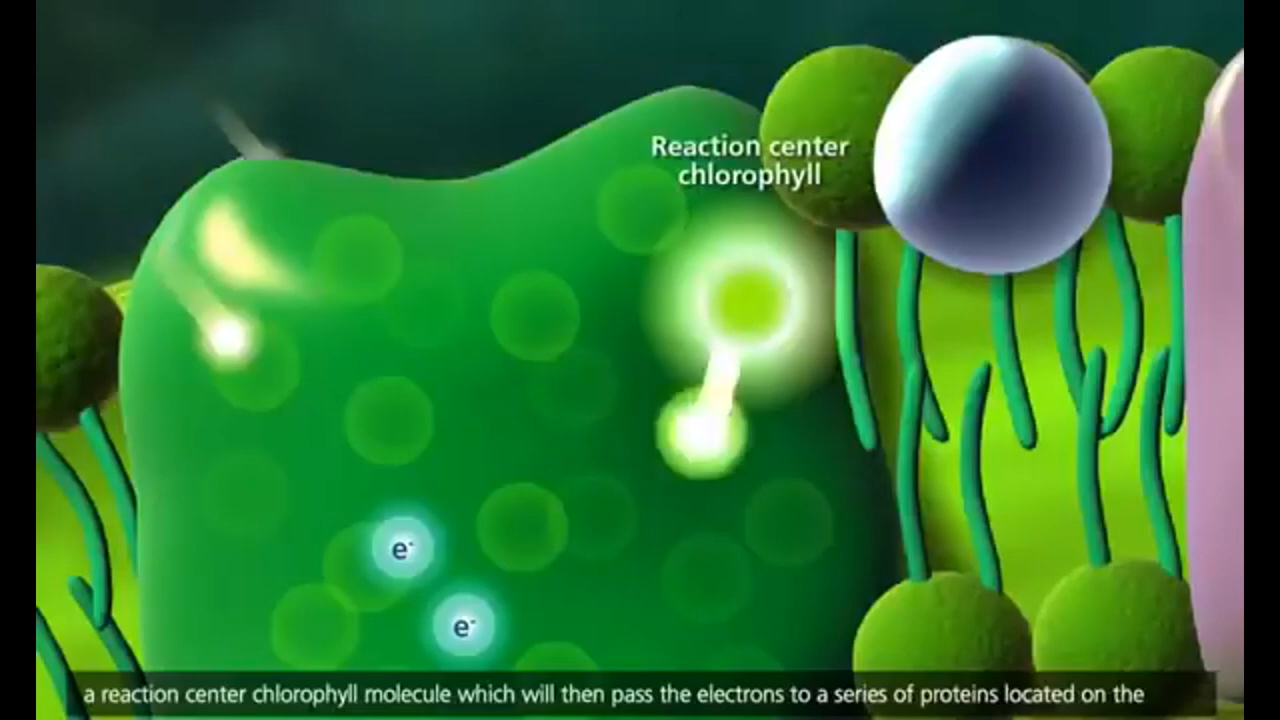 Reaction center
chlorophyll
e-
e-
a reaction center chlorophyll molecule which will then pass the electrons to a series of proteins located on the